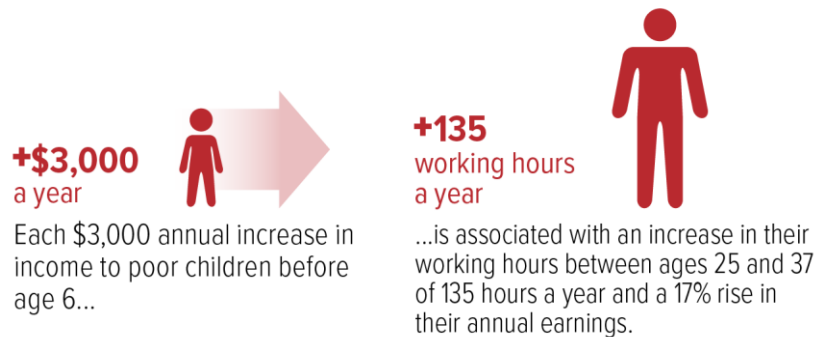 +$3,000
a year
Each $3,000 annual increase in
income to poor children before
age 6...
+135
working hours
a year
...is associated with an increase in their
working hours between ages 25 and 37
of 135 hours a year and a 17% rise in
their annual earnings.